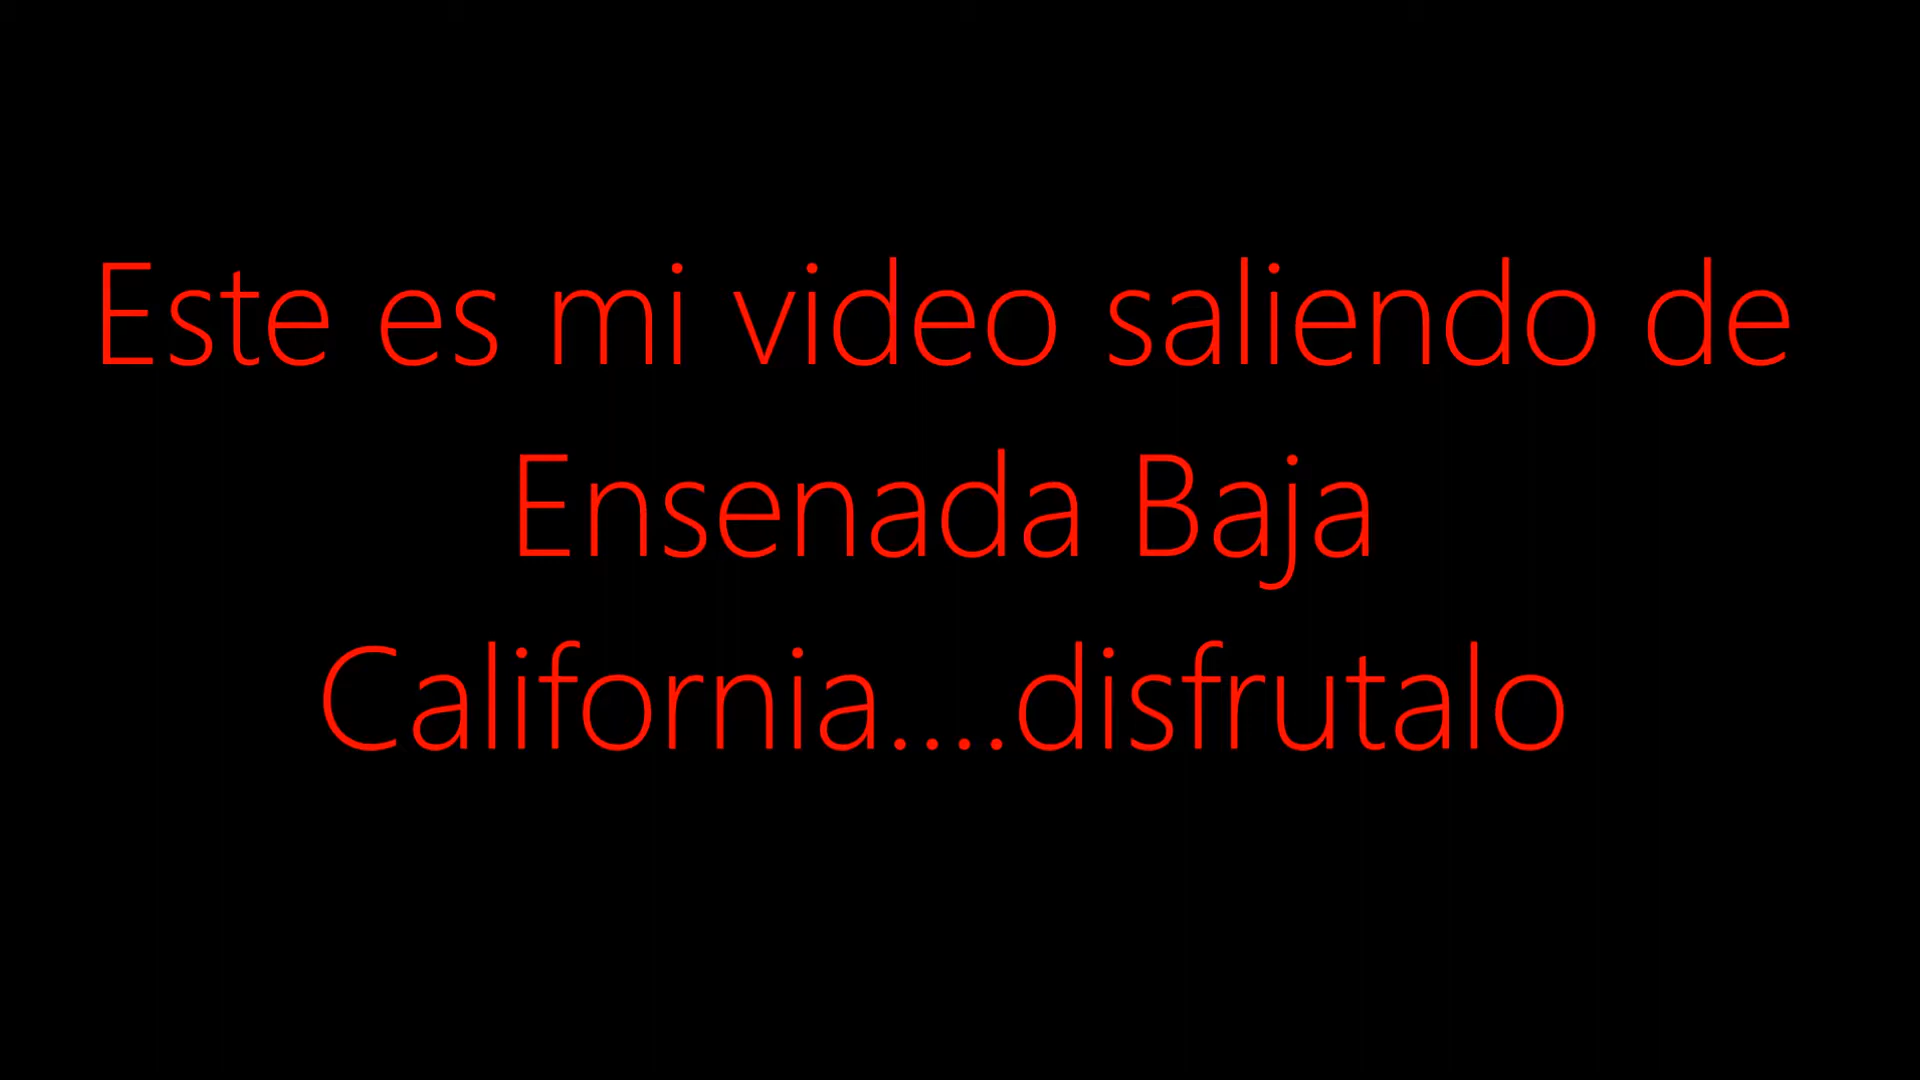 Este es mi video saliendo de
Ensenada Baja
California....disfrutalo